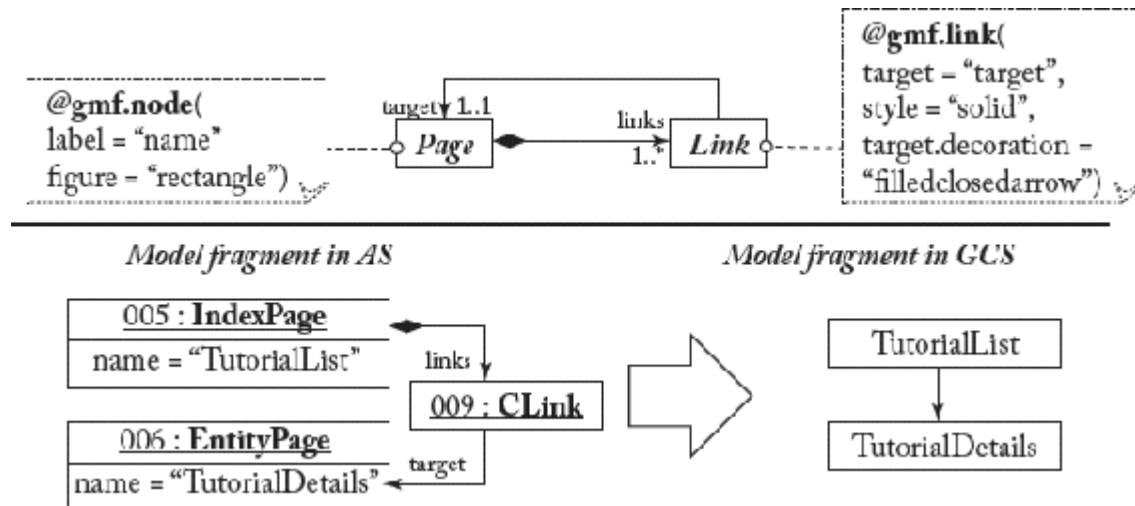 @gmf.node(
label = “name”
figure = “rectangle”)
target 1..1
Page
links
1..*
Link
@gmf.link(
target = “target”,
style = “solid”,
target.decoration =
“filledclosedarrow”)
Model fragment in AS
Model fragment in GCS
005 : IndexPage
name = “TutorialList”
links
009 : CLink
006 : EntityPage
name = “TutorialDetails”
target
TutorialList
TutorialDetails